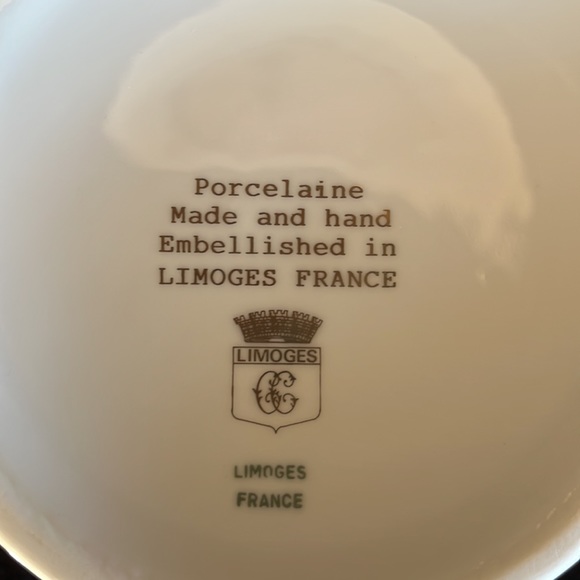 Porcelaine
Made and hand
Embellished in
LIMOGES FRANCE
LIMOGES
LIMOGES
FRANCE